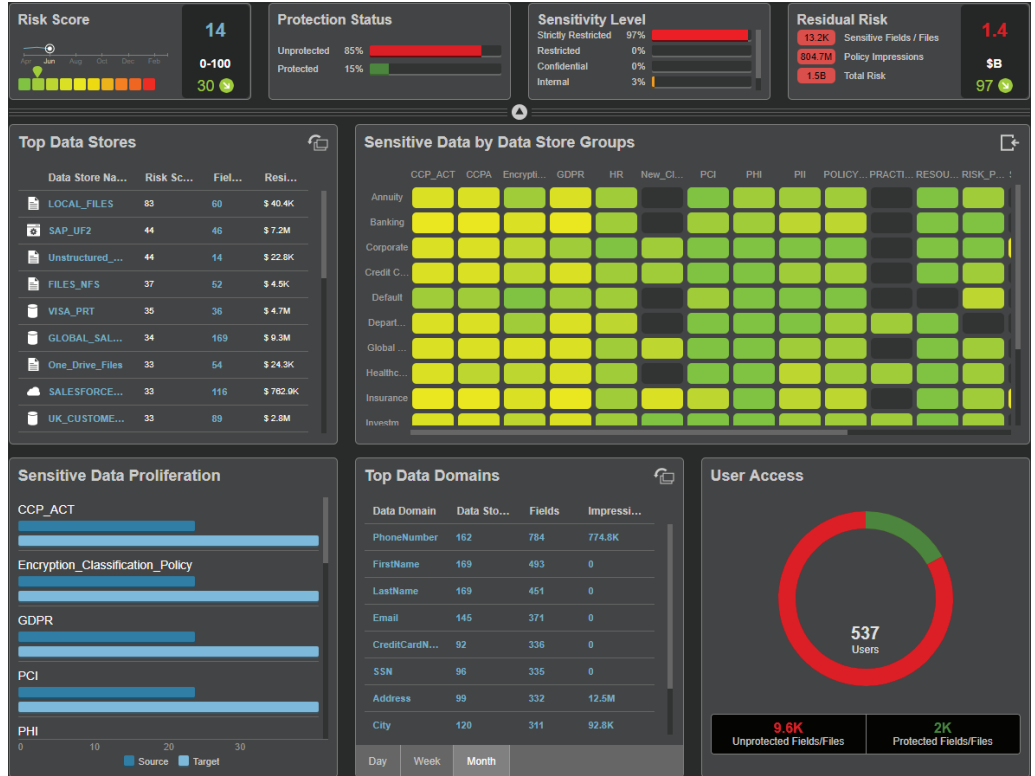 Risk Score
14
0-100
30
Apr Jun Aug Oct Dec Feb
Protection Status
Unprotected 85%
Protected 15%
Sensitivity Level
Strictly Restricted 97%
Restricted 0%
Confidential 0%
Internal 3%
Residual Risk
13.2K Sensitive Fields / Files
804.7M Policy Impressions
1.5B Total Risk
1.4
$B
97
Top Data Stores
Data Store Na... Risk Sc... Fiel... Resi...
LOCAL_FILES 83 60 $ 40.4K
SAP_UF2 44 46 $ 7.2M
Unstructured_... 44 14 $ 22.8K
FILES_NFS 37 52 $ 4.5K
VISA_PRT 35 36 $ 4.7M
GLOBAL_SAL... 34 169 $ 9.3M
One_Drive_Files 33 54 $ 24.3K
SALESFORCE... 33 116 $ 762.9K
UK_CUSTOME... 33 89 $ 2.8M
Sensitive Data by Data Store Groups
CCP_ACT CCPA Encrypti... GDPR HR New_Cl... PCI PHI PII POLICY... PRACTI... RESOU... RISK_P...
Annuity
Banking
Corporate
Credit C...
Default
Depart...
Global ...
Healthc...
Insurance
Investm...
Sensitive Data Proliferation
CCP_ACT
Encryption_Classification_Policy
GDPR
PCI
PHI
0 10 20 30
Source Target
Top Data Domains
Data Domain Data Sto... Fields Impressi...
PhoneNumber 162 784 774.8K
FirstName 169 493 0
LastName 169 451 0
Email 145 371 0
CreditCardN... 92 336 0
SSN 96 335 0
Address 99 332 12.5M
City 120 311 92.8K
Day Week Month
User Access
537
Users
9.6K
Unprotected Fields/Files
2K
Protected Fields/Files